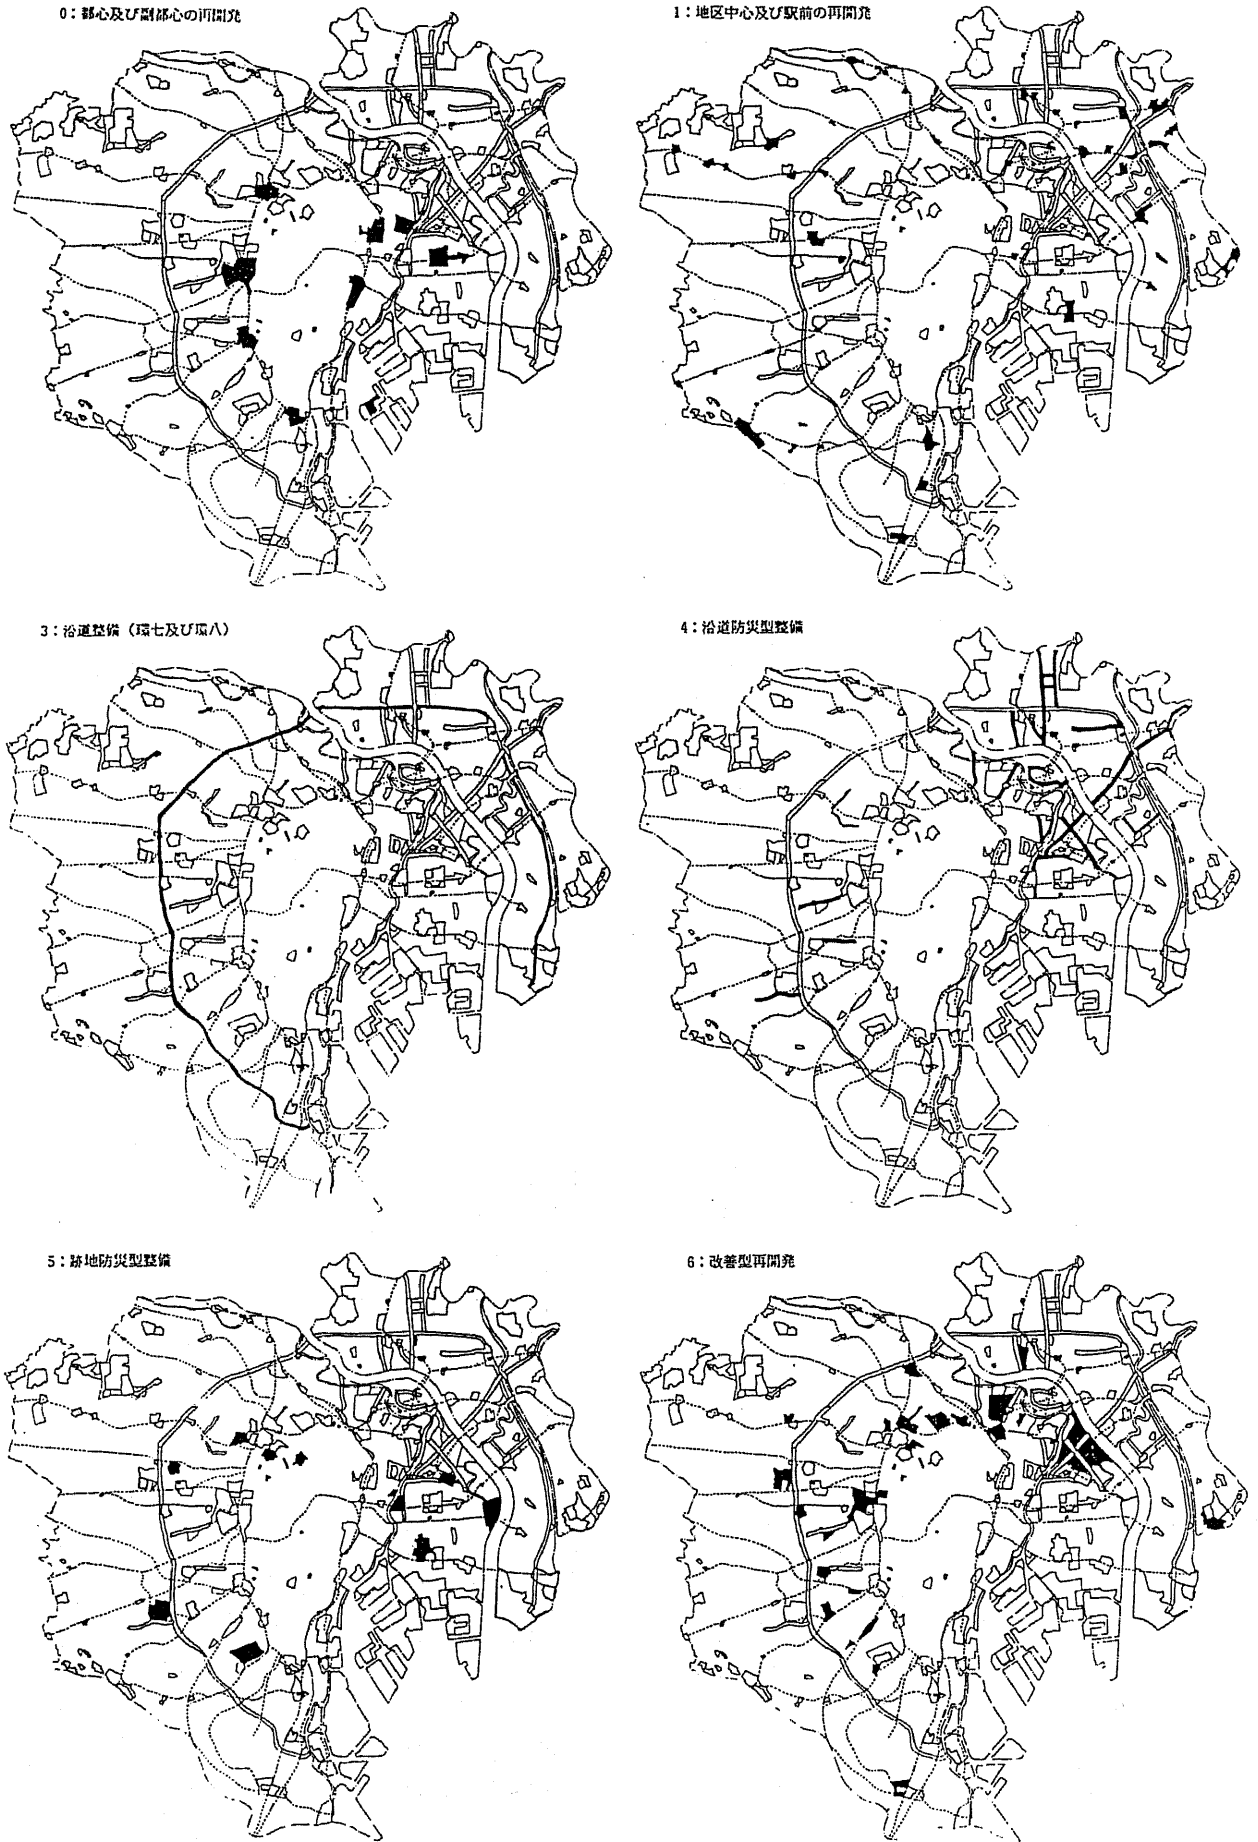 0：都心及び副都心の再開発
1：地区中心及び駅前の再開発
3：沿道整備（環七及び環八）
4：沿道防災型整備
5：跡地防災型整備
6：改善型再開発